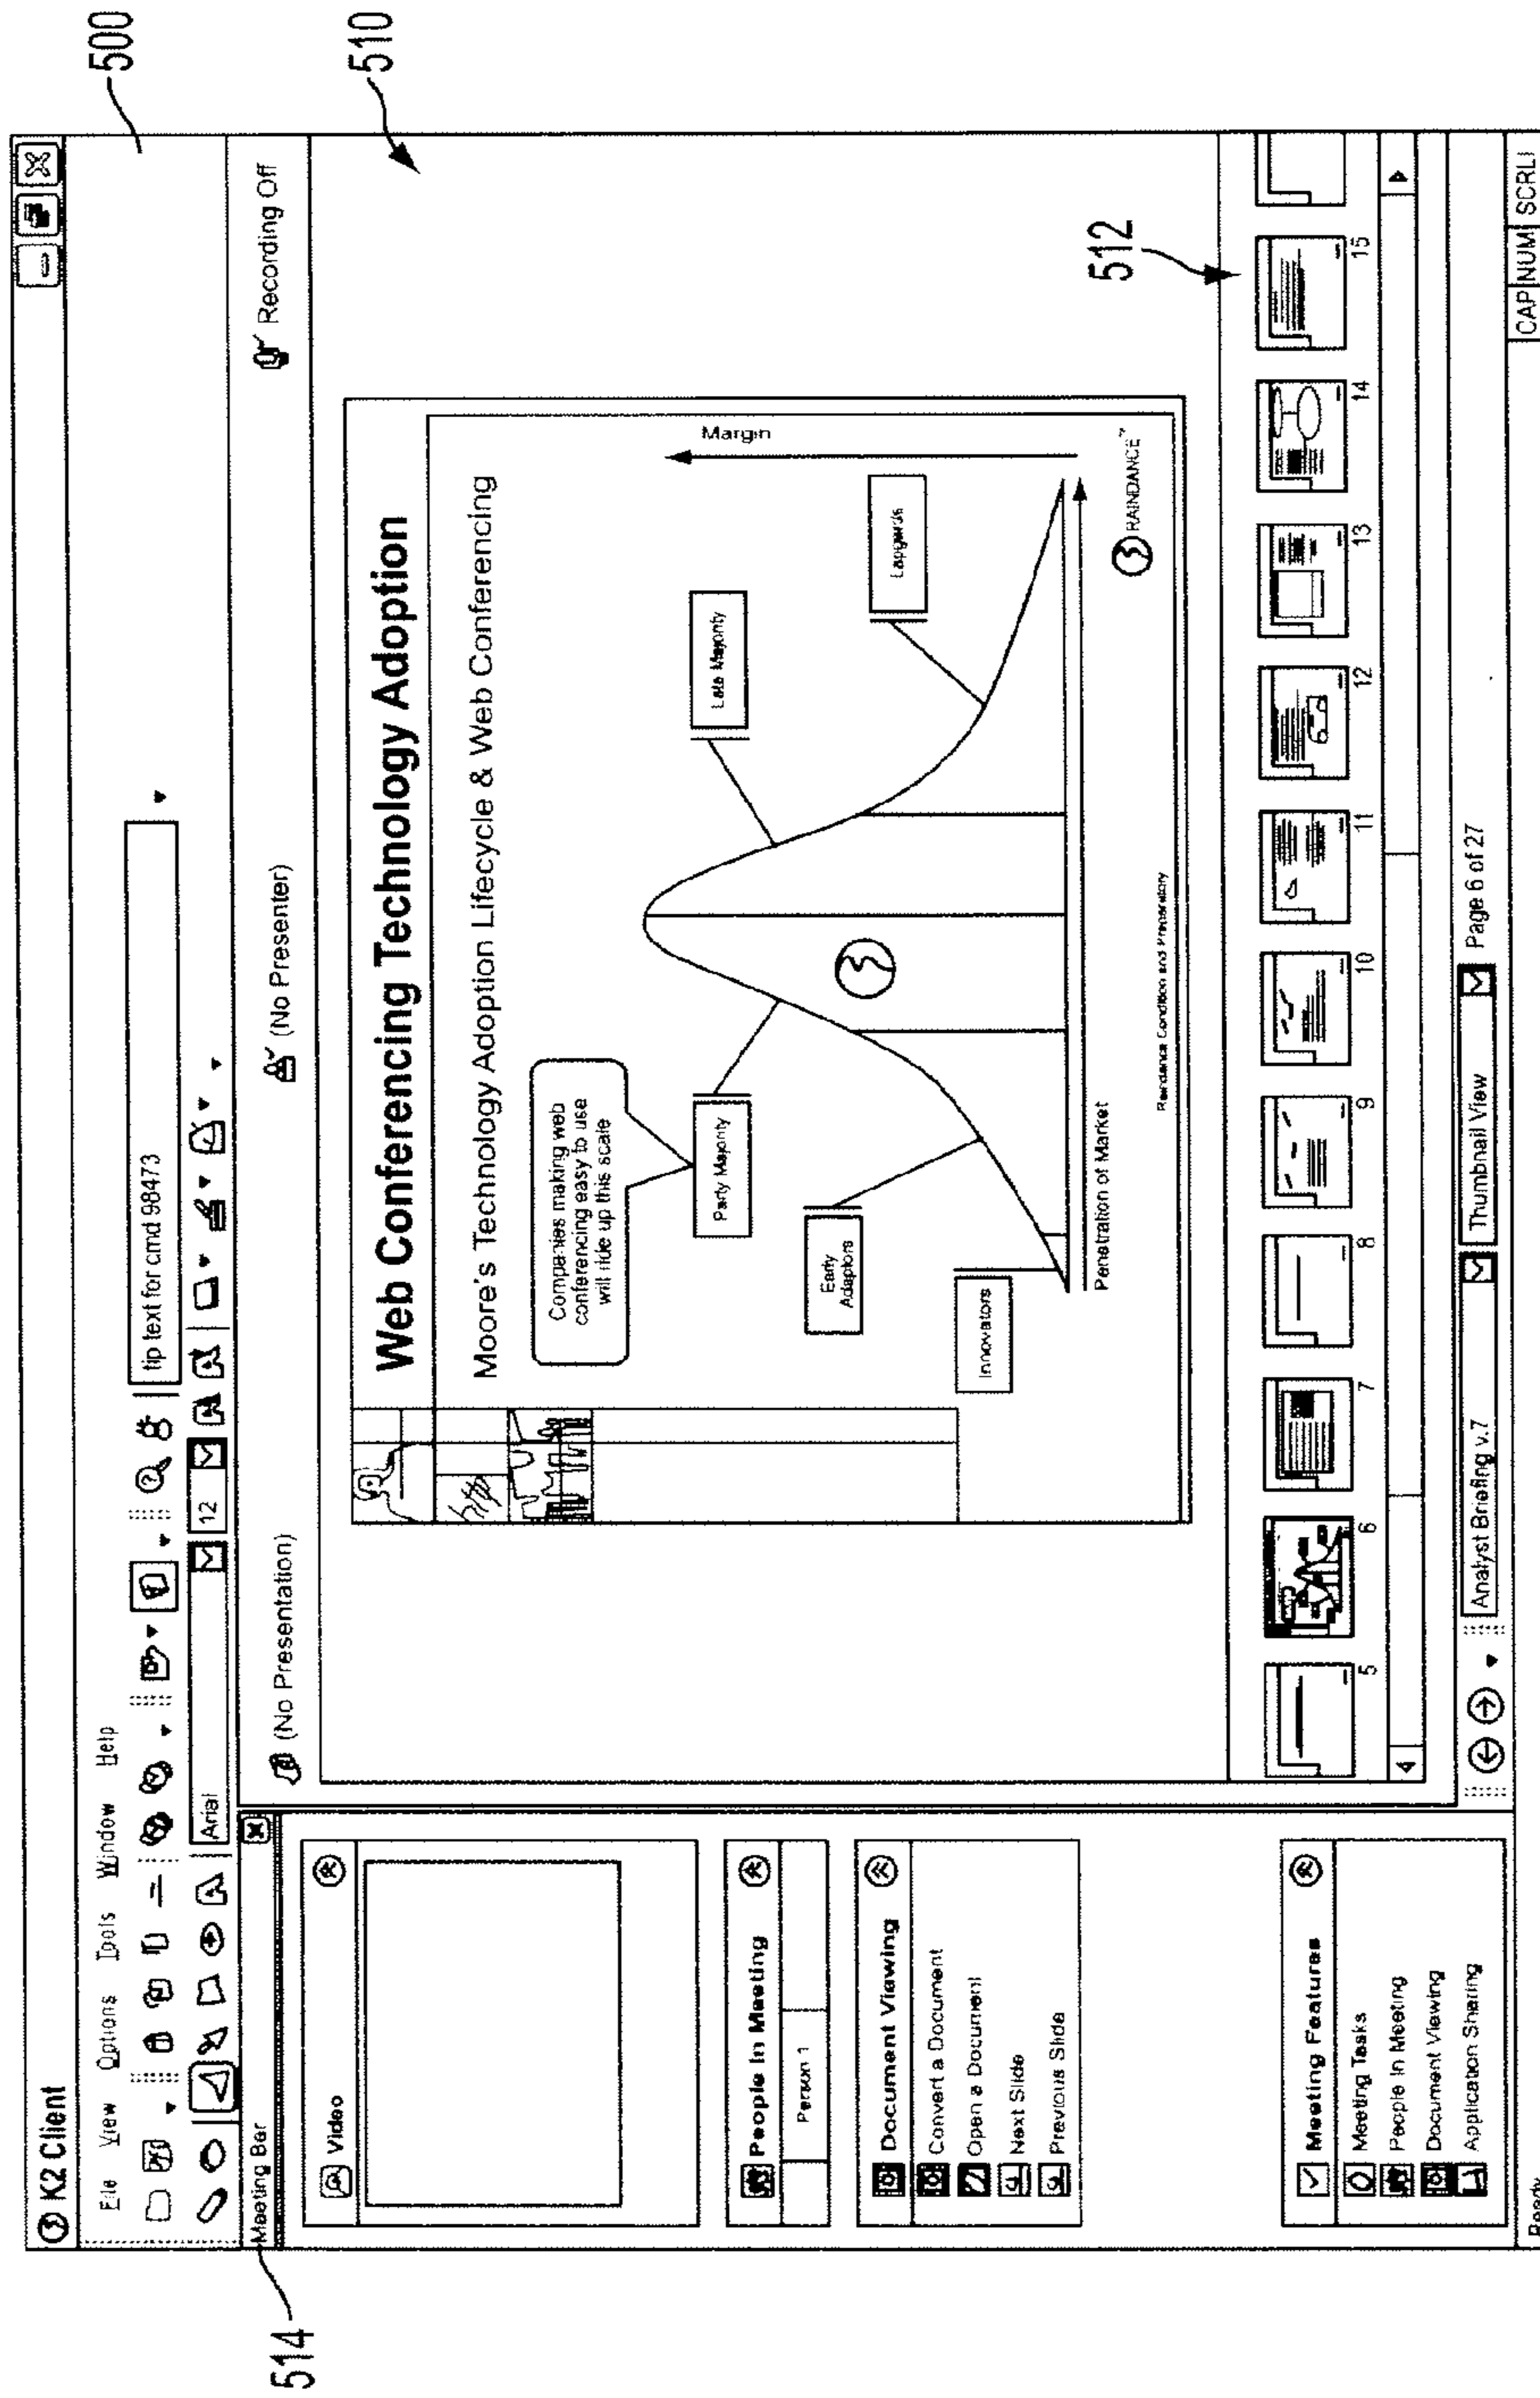 500
K2 Client
File View Options Tools Window Help
tip text for cmd 98473
Arial
12
Meeting Bar
514
(No Presentation)
(No Presenter)
Recording Off
510
Video
People In Meeting
Person 1
Document Viewing
Convert a Document
Open a Document
Next Slide
Previous Slide
Meeting Features
Meeting Tasks
People In Meeting
Document Viewing
Application Sharing
Web Conferencing Technology Adoption
Moore's Technology Adoption Lifecycle & Web Conferencing
Companies making web
conferencing easy to use
will ride up this scale
Party Majority
Late Majority
Early
Adaptors
Innovators
Margin
Penetration of Market
RAINDANCE
512
5 6 7 8 9 10 11 12 13 14 15
Analyst Briefing v.7
Thumbnail View
Page 6 of 27
Ready
CAP NUM SCRLI